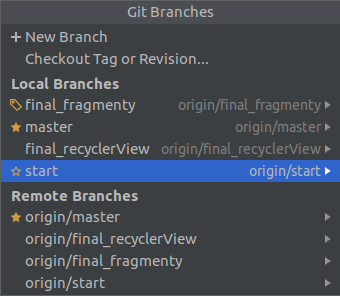 Git Branches
+ New Branch
Checkout Tag or Revision...
Local Branches
final_fragmenty origin/final_fragmenty
master origin/master
final_recyclerView origin/final_recyclerView
start origin/start
Remote Branches
origin/master
origin/final_recyclerView
origin/final_fragmenty
origin/start